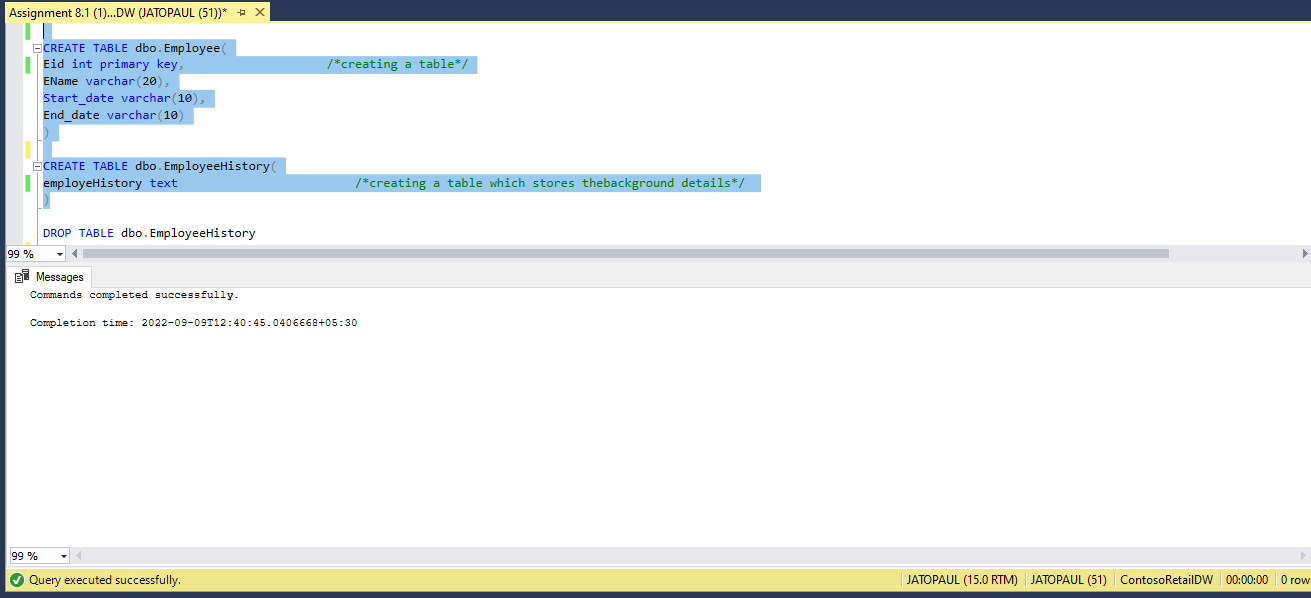 Assignment 8.1 (1)...DW (JATOPAUL (51))*
CREATE TABLE dbo.Employee(
Eid int primary key, /*creating a table*/
EName varchar(20),
Start_date varchar(10),
End_date varchar(10)
)
CREATE TABLE dbo.EmployeeHistory(
employeHistory text /*creating a table which stores thebackground details*/
)
DROP TABLE dbo.EmployeeHistory
99 %
Messages
Commands completed successfully.
Completion time: 2022-09-09T12:40:45.0406668+05:30
99 %
Query executed successfully. JATOPAUL (15.0 RTM) JATOPAUL (51) ContosoRetailDW 00:00:00 0 row